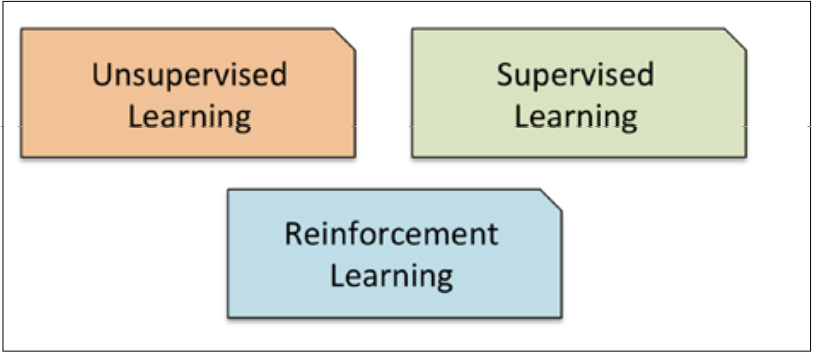 Unsupervised
Learning
Supervised
Learning
Reinforcement
Learning